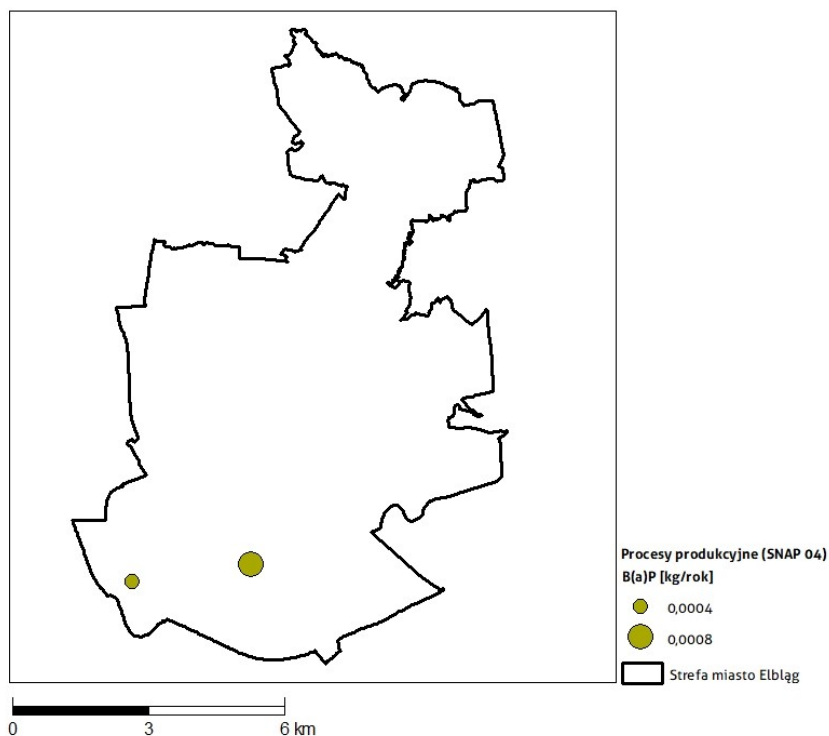 Procesy produkcyjne (SNAP 04)
B(a)P [kg/rok]
0,0004
0,0008
Strefa miasto Elbląg
0 3 6 km